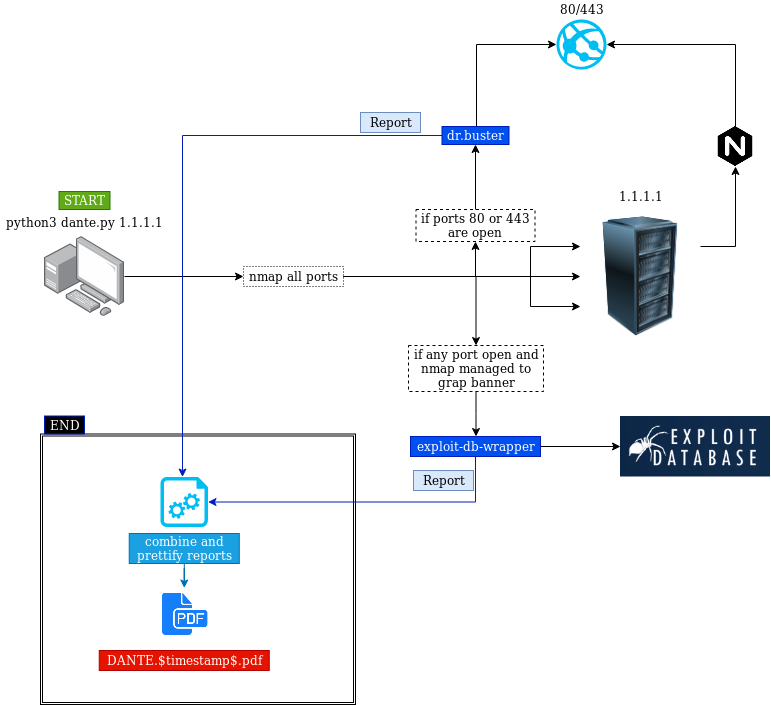 80/443
Report
dr.buster
N
START
python3 dante.py 1.1.1.1
1.1.1.1
if ports 80 or 443
are open
nmap all ports
if any port open and
nmap managed to
grap banner
END
exploit-db-wrapper
EXPLOIT
DATABASE
Report
combine and
prettify reports
PDF
DANTE.$timestamp$.pdf